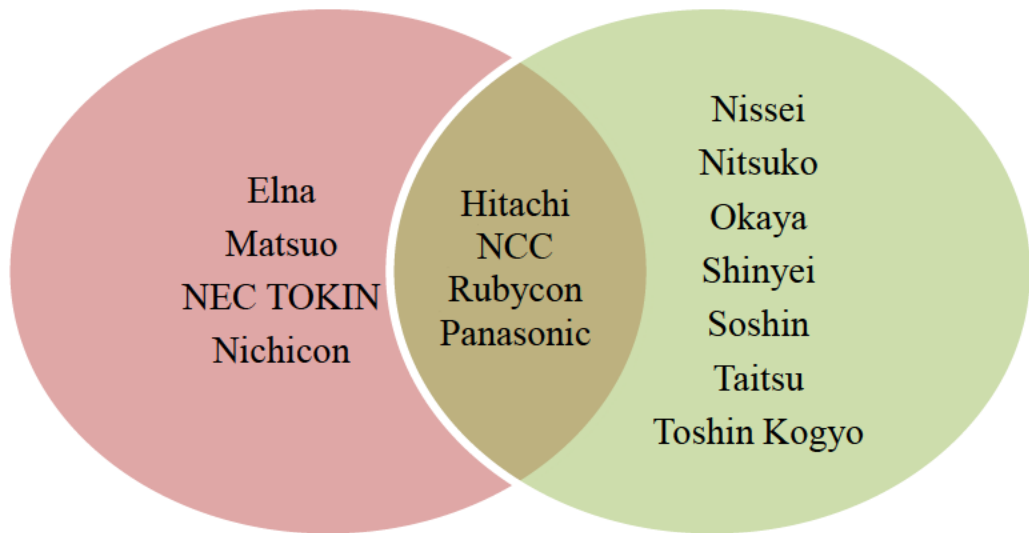 Elna
Matsuo
NEC TOKIN
Nichicon
Hitachi
NCC
Rubycon
Panasonic
Nissei
Nitsuko
Okaya
Shinyei
Soshin
Taitsu
Toshin Kogyo